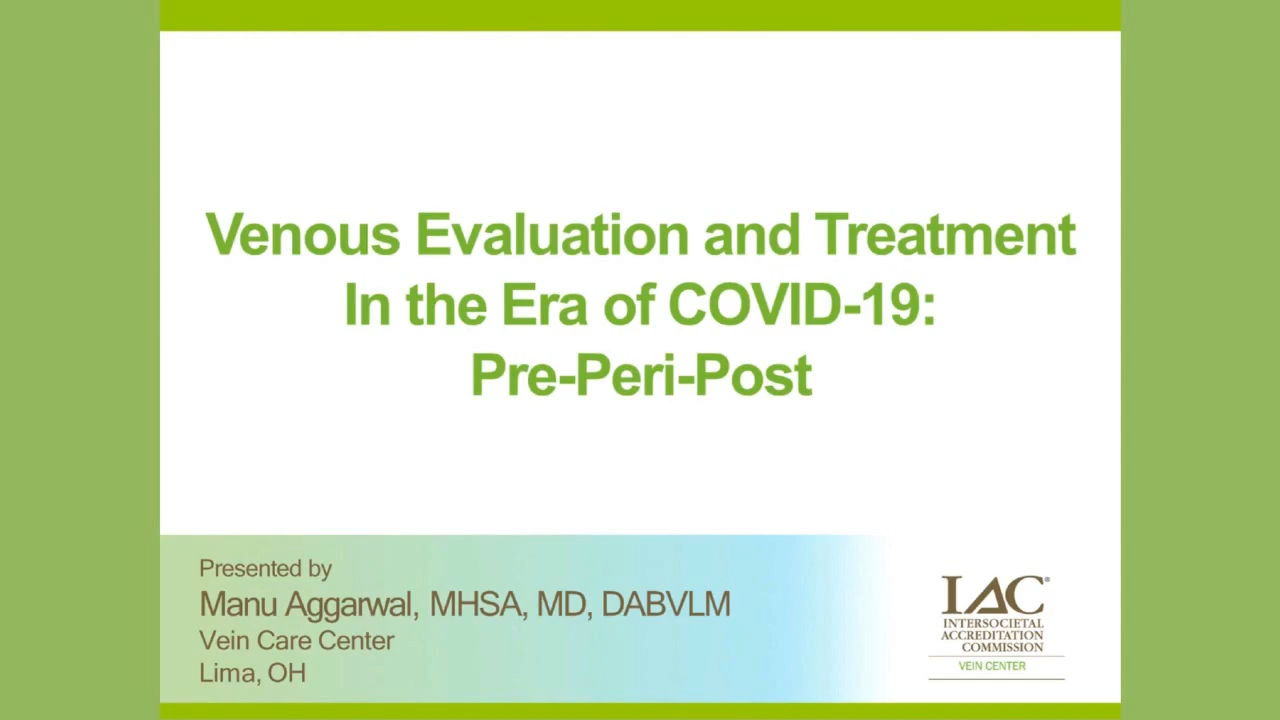 Venous Evaluation and Treatment
In the Era of COVID-19:
Pre-Peri-Post
Presented by
Manu Aggarwal, MHSA, MD, DABVLM
Vein Care Center
Lima, OH
IAC®
INTERSOCIETAL
ACCREDITATION
COMMISSION
VEIN CENTER